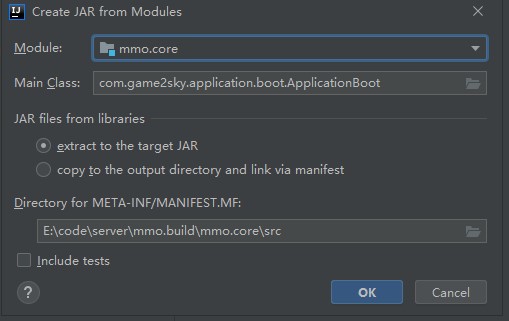 IJ Create JAR from Modules
Module: mmo.core
Main Class: com.game2sky.application.boot.ApplicationBoot
JAR files from libraries
extract to the target JAR
copy to the output directory and link via manifest
Directory for META-INF/MANIFEST.MF:
E:\code\server\mmo.build\mmo.core\src
Include tests
? OK Cancel